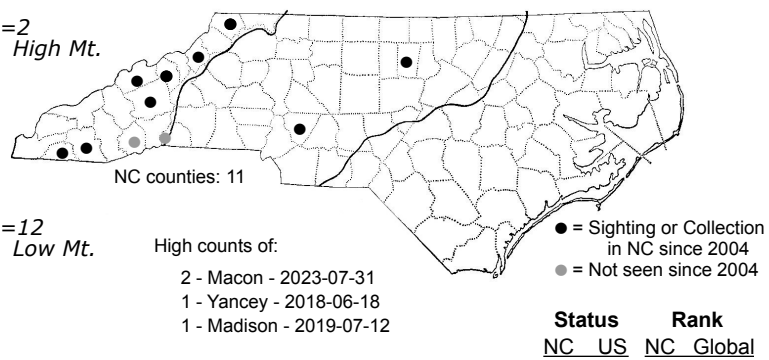 =2
High Mt.
NC counties: 11
=12
Low Mt.
High counts of:
2 - Macon - 2023-07-31
1 - Yancey - 2018-06-18
1 - Madison - 2019-07-12
= Sighting or Collection
in NC since 2004
= Not seen since 2004
Status Rank
NC US NC Global